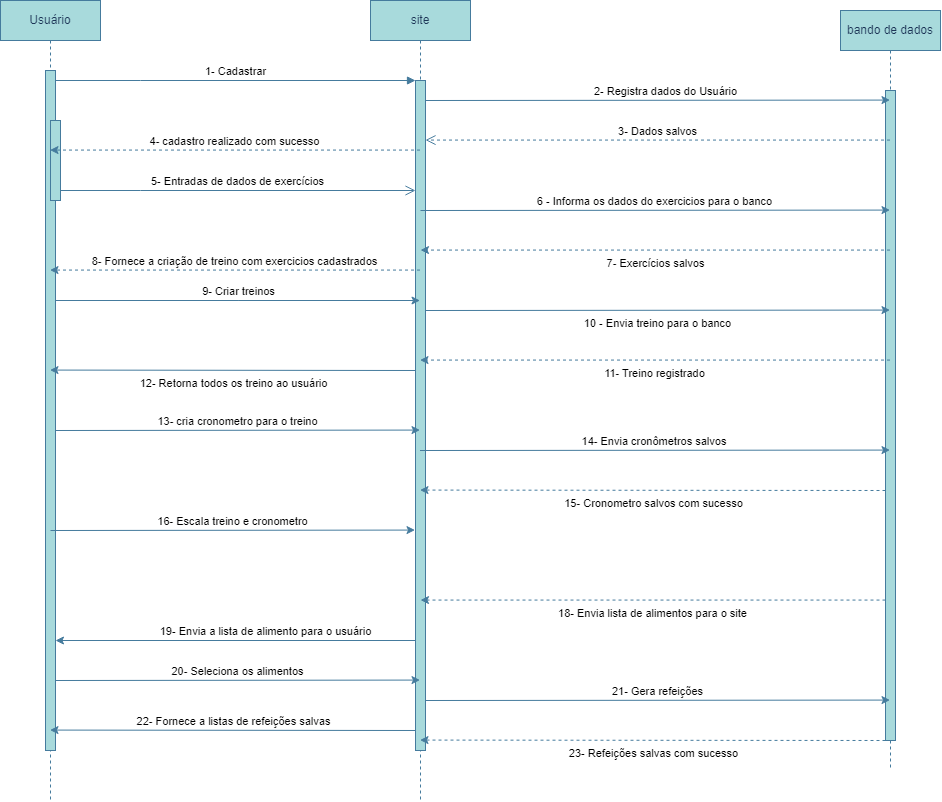 Usuário
site
bando de dados
1- Cadastrar
2- Registra dados do Usuário
3- Dados salvos
4- cadastro realizado com sucesso
5- Entradas de dados de exercícios
6 - Informa os dados do exercicios para o banco
7- Exercícios salvos
8- Fornece a criação de treino com exercicios cadastrados
9- Criar treinos
10 - Envia treino para o banco
11- Treino registrado
12- Retorna todos os treino ao usuário
13- cria cronometro para o treino
14- Envia cronômetros salvos
15- Cronometro salvos com sucesso
16- Escala treino e cronometro
18- Envia lista de alimentos para o site
19- Envia a lista de alimento para o usuário
20- Seleciona os alimentos
21- Gera refeições
22- Fornece a listas de refeições salvas
23- Refeições salvas com sucesso